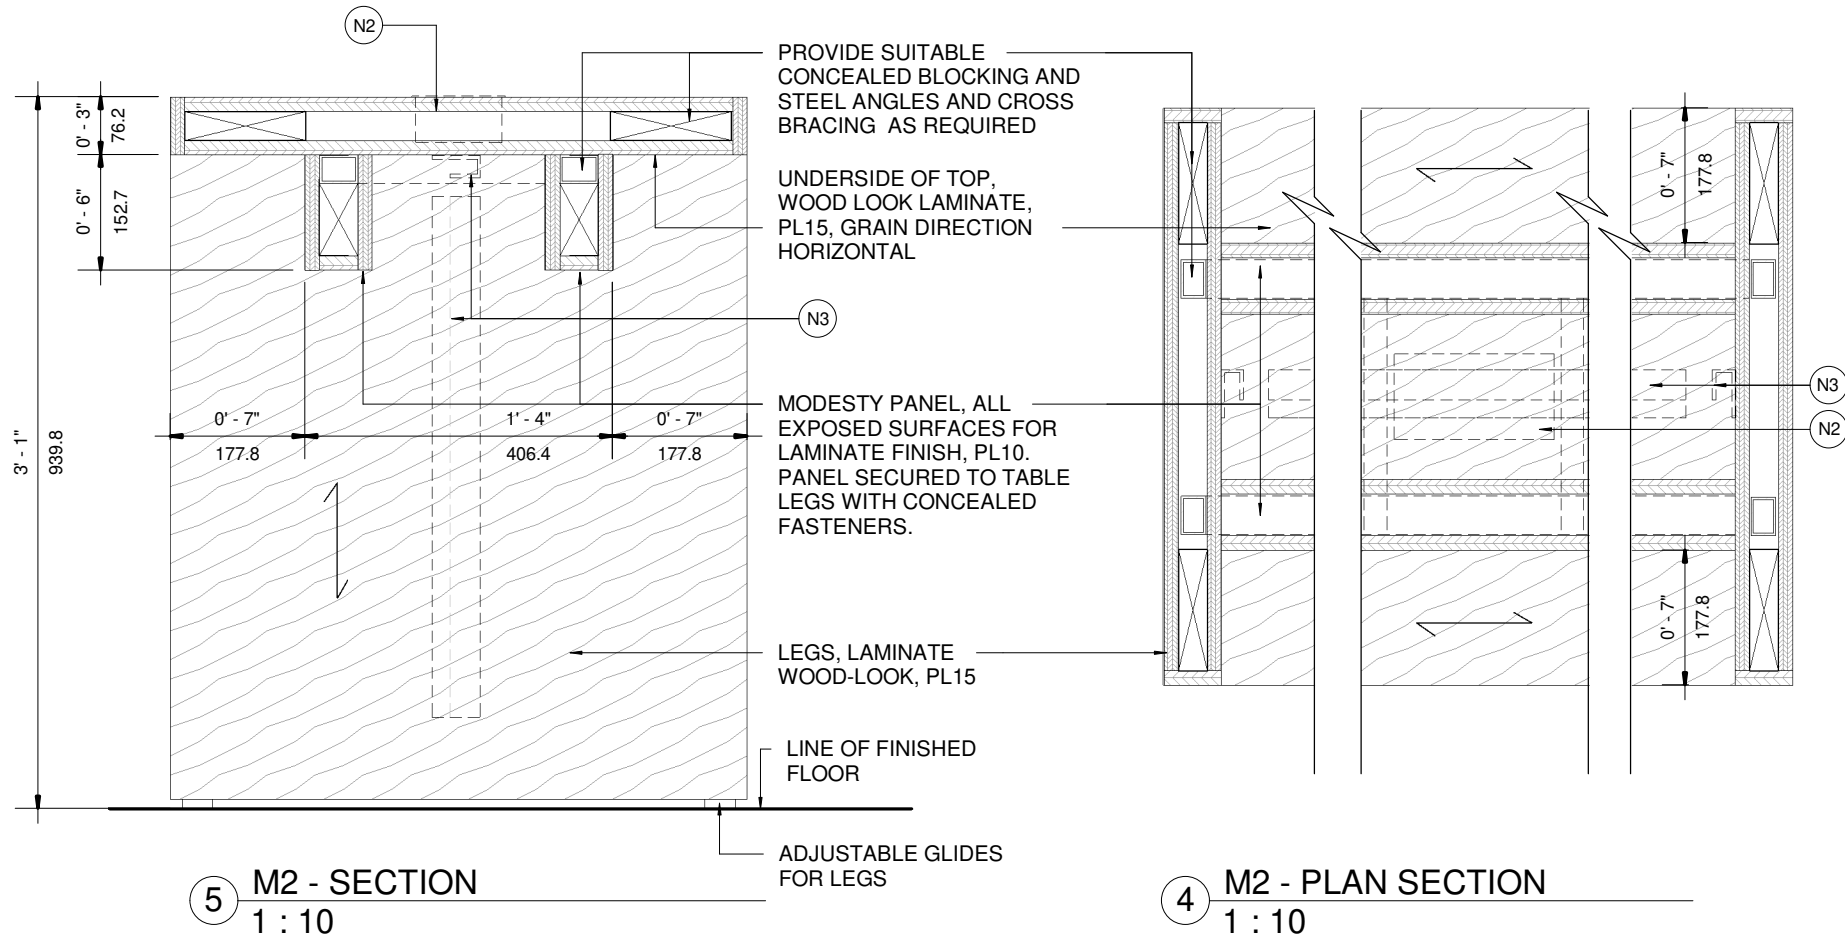 N2
PROVIDE SUITABLE
CONCEALED BLOCKING AND
STEEL ANGLES AND CROSS
BRACING AS REQUIRED
UNDERSIDE OF TOP,
WOOD LOOK LAMINATE,
PL15, GRAIN DIRECTION
HORIZONTAL
N3
MODESTY PANEL, ALL
EXPOSED SURFACES FOR
LAMINATE FINISH, PL10.
PANEL SECURED TO TABLE
LEGS WITH CONCEALED
FASTENERS.
LEGS, LAMINATE
WOOD-LOOK, PL15
LINE OF FINISHED
FLOOR
ADJUSTABLE GLIDES
FOR LEGS
0' - 3"
76.2
0' - 6"
152.7
3' - 1"
939.8
0' - 7"
177.8
1' - 4"
406.4
0' - 7"
177.8
5
M2 - SECTION
1 : 10
0' - 7"
177.8
N3
N2
0' - 7"
177.8
4
M2 - PLAN SECTION
1 : 10